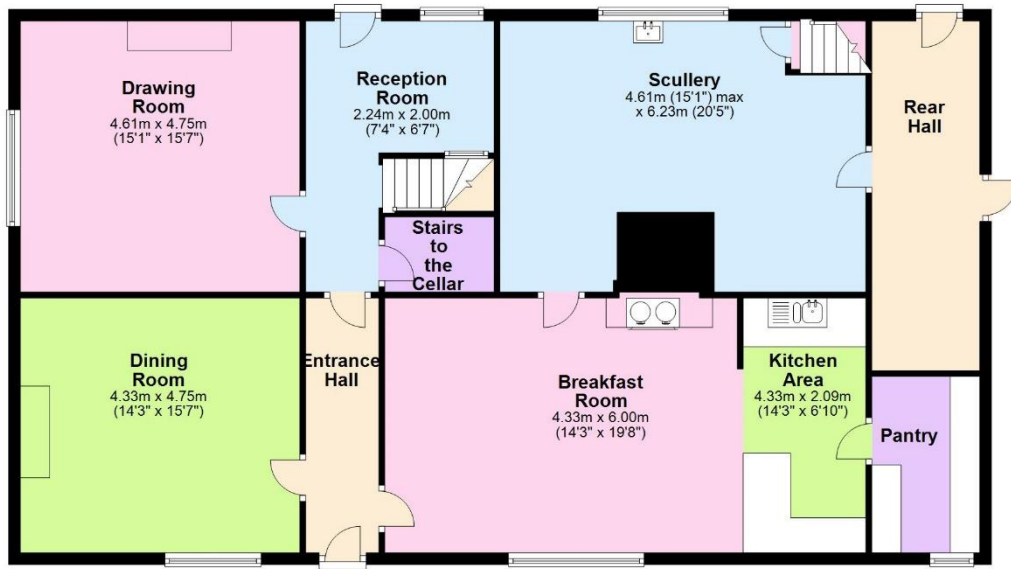 Drawing
Room
4.61m x 4.75m
(15'1" x 15'7")
Reception
Room
2.24m x 2.00m
(7'4" x 6'7")
Scullery
4.61m (15'1") max
x 6.23m (20'5")
Rear
Hall
Stairs
to
the
Cellar
Dining
Room
4.33m x 4.75m
(14'3" x 15'7")
Entrance
Hall
Breakfast
Room
4.33m x 6.00m
(14'3" x 19'8")
Kitchen
Area
4.33m x 2.09m
(14'3" x 6'10")
Pantry